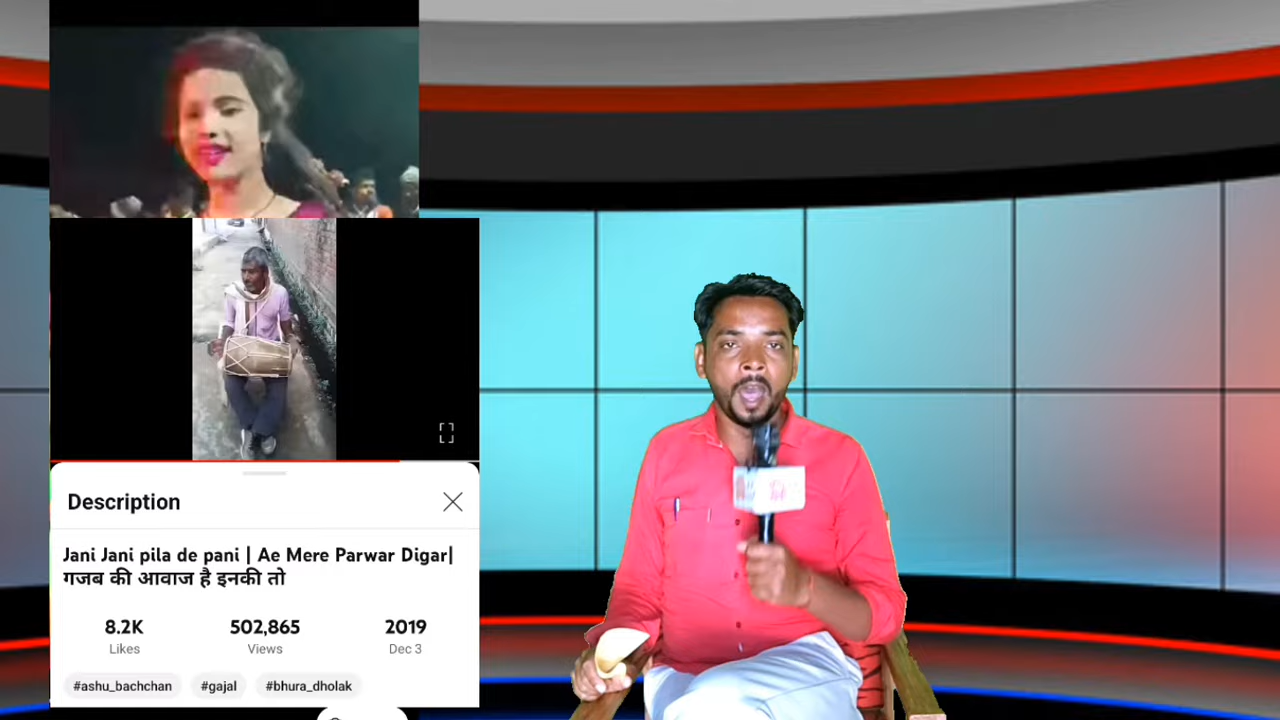 Description
Jani Jani pila de pani | Ae Mere Parwar Digar|
गजब की आवाज है इनकी तो
8.2K 502,865 2019
Likes Views Dec 3
#ashu_bachchan #gajal #bhura_dholak